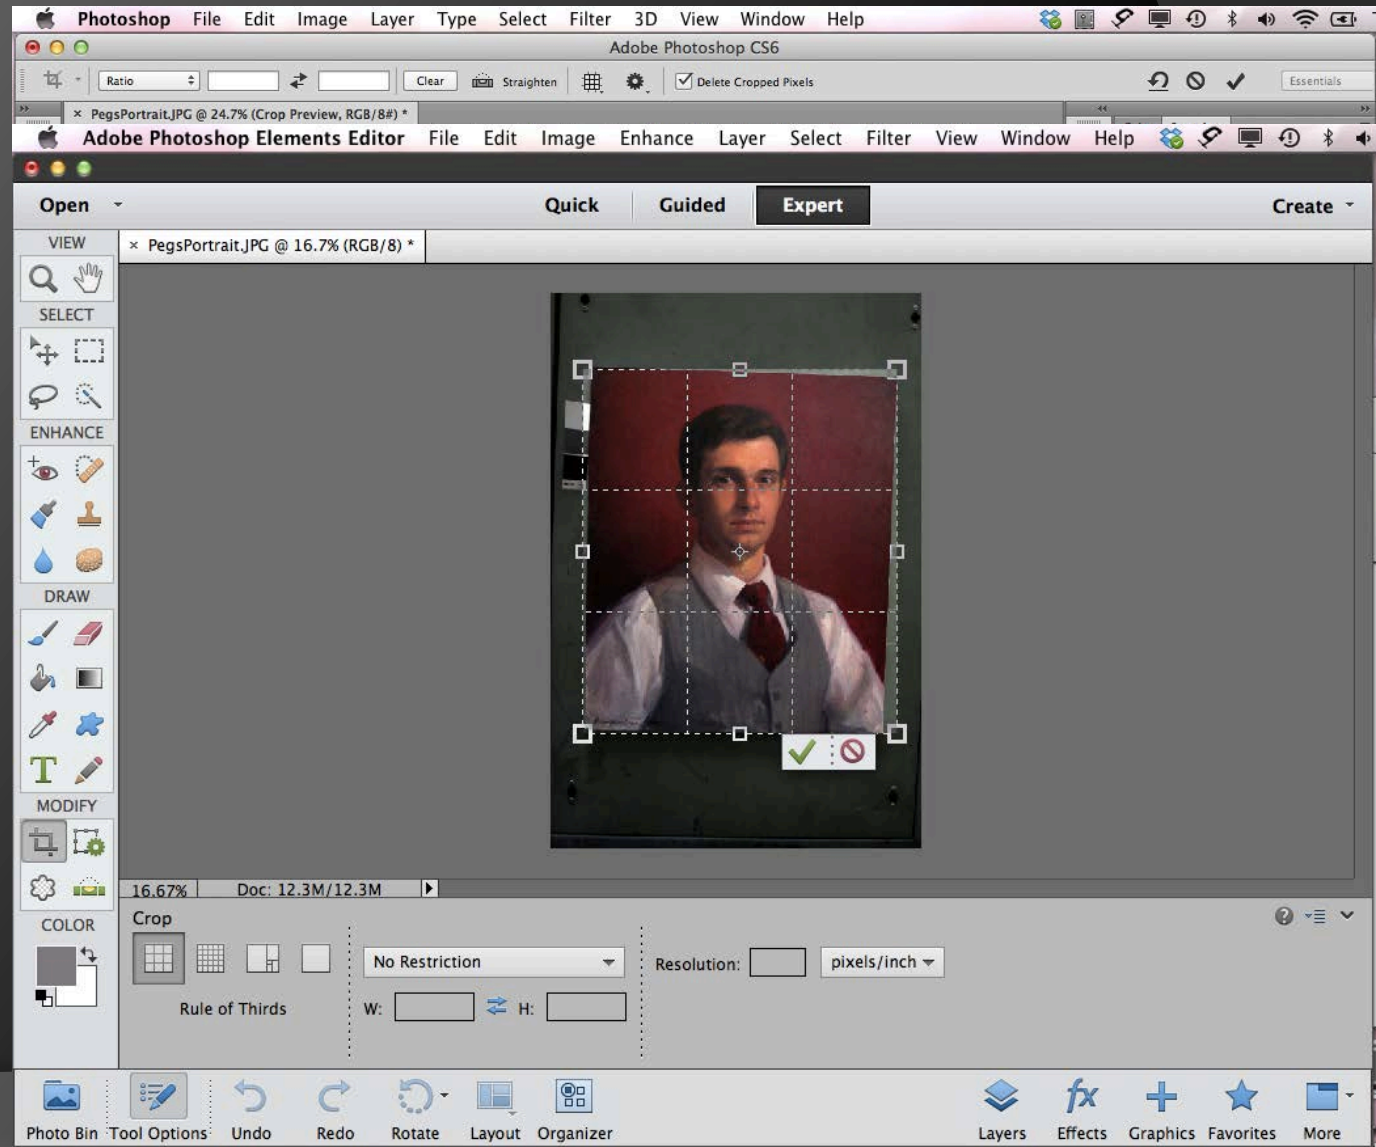 Photoshop File Edit Image Layer Type Select Filter 3D View Window Help
Adobe Photoshop CS6
Ratio Clear Straighten Delete Cropped Pixels Essentials
× PegsPortrait.JPG @ 24.7% (Crop Preview, RGB/8#) *
Adobe Photoshop Elements Editor File Edit Image Enhance Layer Select Filter View Window Help
Open Quick Guided Expert Create
VIEW
× PegsPortrait.JPG @ 16.7% (RGB/8) *
SELECT
ENHANCE
DRAW
T
MODIFY
16.67% Doc: 12.3M/12.3M
COLOR
Crop
No Restriction
Resolution: pixels/inch
Rule of Thirds
W: H:
Photo Bin Tool Options Undo Redo Rotate Layout Organizer Layers Effects Graphics Favorites More